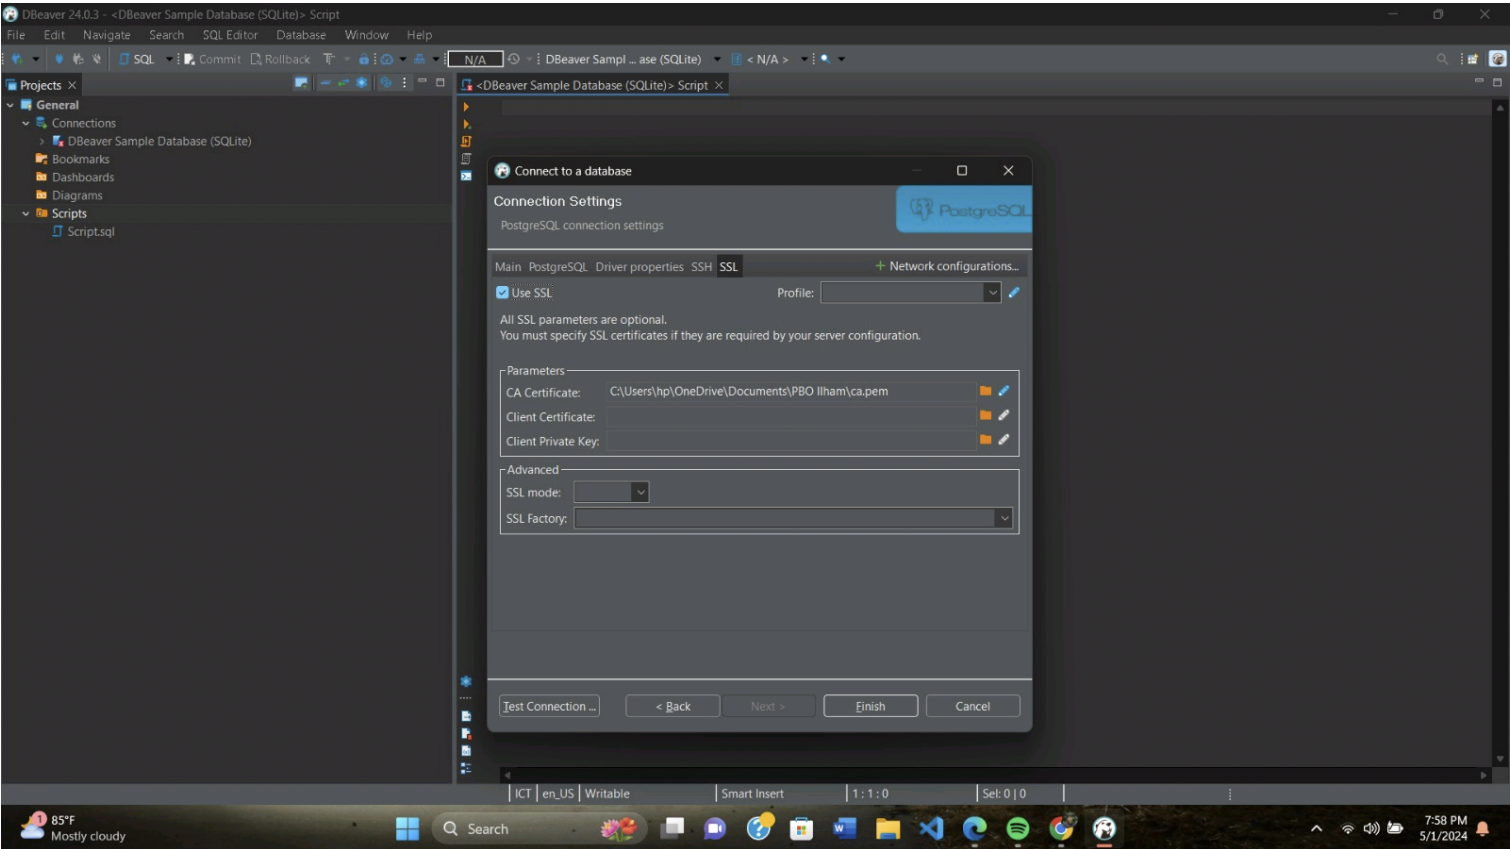 DBeaver 24.0.3 - <DBeaver Sample Database (SQLite)> Script
File Edit Navigate Search SQL Editor Database Window Help
SQL Commit Rollback N/A DBeaver Sampl ... ase (SQLite) < N/A >
Projects
<DBeaver Sample Database (SQLite)> Script
General
Connections
DBeaver Sample Database (SQLite)
Bookmarks
Dashboards
Diagrams
Scripts
Script.sql
Connect to a database
Connection Settings
PostgreSQL connection settings
PostgreSQL
Main PostgreSQL Driver properties SSH SSL
+ Network configurations...
Use SSL
Profile:
All SSL parameters are optional.
You must specify SSL certificates if they are required by your server configuration.
Parameters
CA Certificate: C:\Users\hp\OneDrive\Documents\PBO Ilham\ca.pem
Client Certificate:
Client Private Key:
Advanced
SSL mode:
SSL Factory:
Test Connection ... < Back Next > Finish Cancel
ICT en_US Writable Smart Insert 1 : 1 : 0 Sel: 0 | 0
1
85°F
Mostly cloudy
Search
7:58 PM
5/1/2024